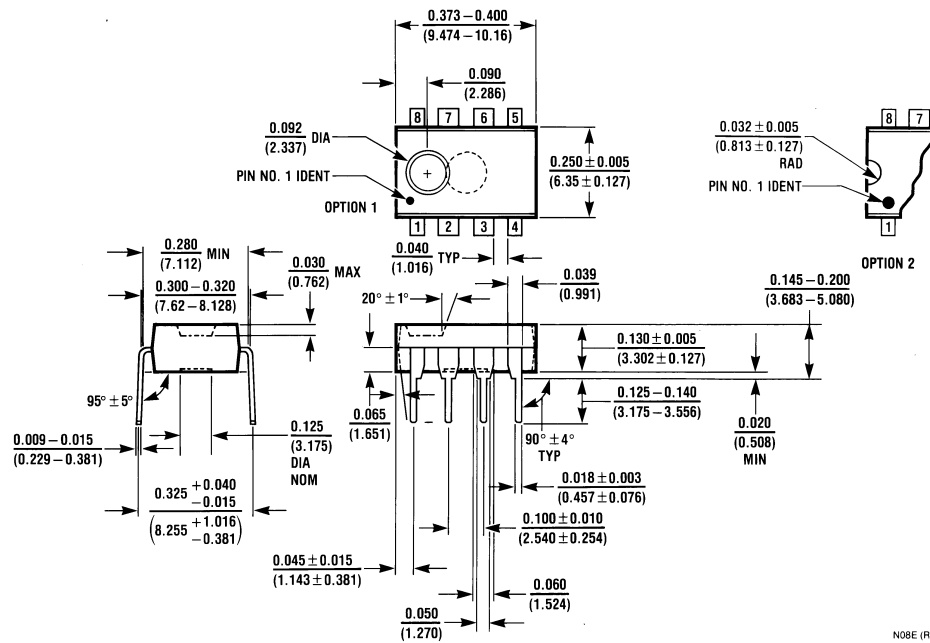 0.373 – 0.400
(9.474 – 10.16)
0.090
(2.286)
8 7 6 5
0.092 DIA
(2.337)
PIN NO. 1 IDENT
+
OPTION 1
0.250 ± 0.005
(6.35 ± 0.127)
1 2 3 4
8 7
0.032 ± 0.005
(0.813 ± 0.127)
RAD
PIN NO. 1 IDENT
1
OPTION 2
0.280 MIN
(7.112)
0.300 – 0.320
(7.62 – 8.128)
0.030 MAX
(0.762)
0.040 TYP
(1.016)
0.039
(0.991)
20° ± 1°
0.145 – 0.200
(3.683 – 5.080)
0.130 ± 0.005
(3.302 ± 0.127)
0.125 – 0.140
(3.175 – 3.556)
0.020
(0.508)
MIN
95° ± 5°
0.065
(1.651)
90° ± 4°
TYP
0.009 – 0.015
(0.229 – 0.381)
0.125
(3.175)
DIA
NOM
0.018 ± 0.003
(0.457 ± 0.076)
0.325 +0.040
−0.015
(8.255 +1.016
−0.381)
0.100 ± 0.010
(2.540 ± 0.254)
0.045 ± 0.015
(1.143 ± 0.381)
0.060
(1.524)
0.050
(1.270)
N08E (R